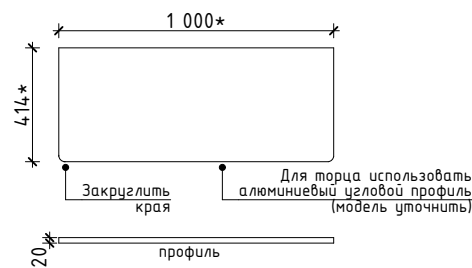 1 000*
414*
Закруглить
края
Для торца использовать
алюминиевый угловой профиль
(модель уточнить)
20
профиль